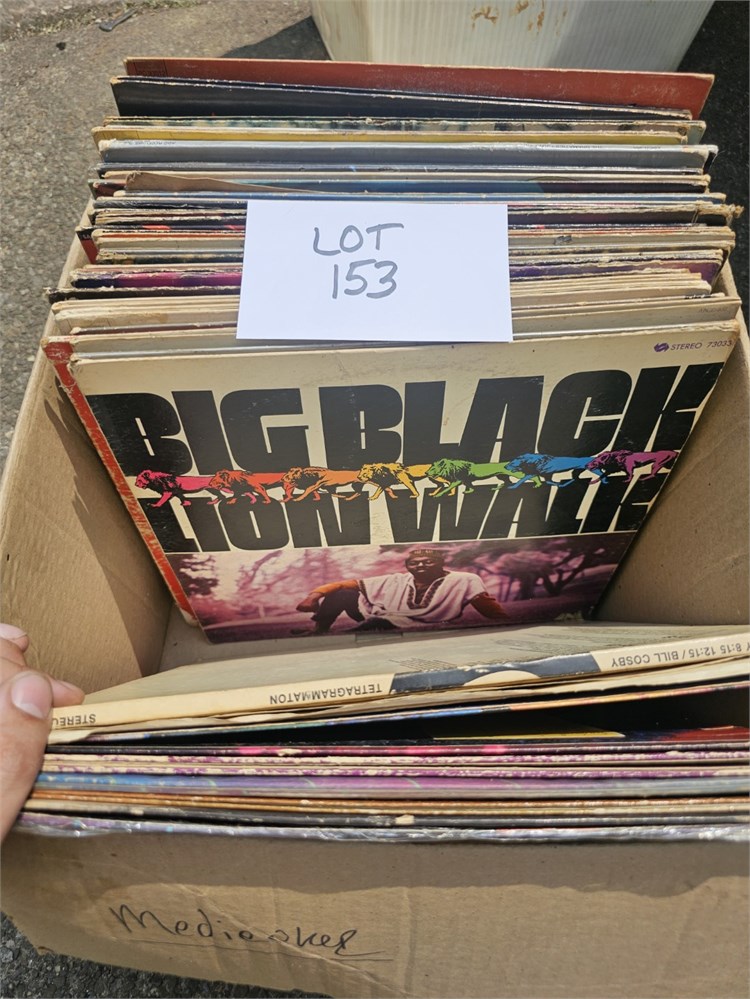 LOT
153
STEREO 73033
BIG BLACK
LION WALK
8:15 12:15 / BILL COSBY
TETRAGRAMMATON
STEREO